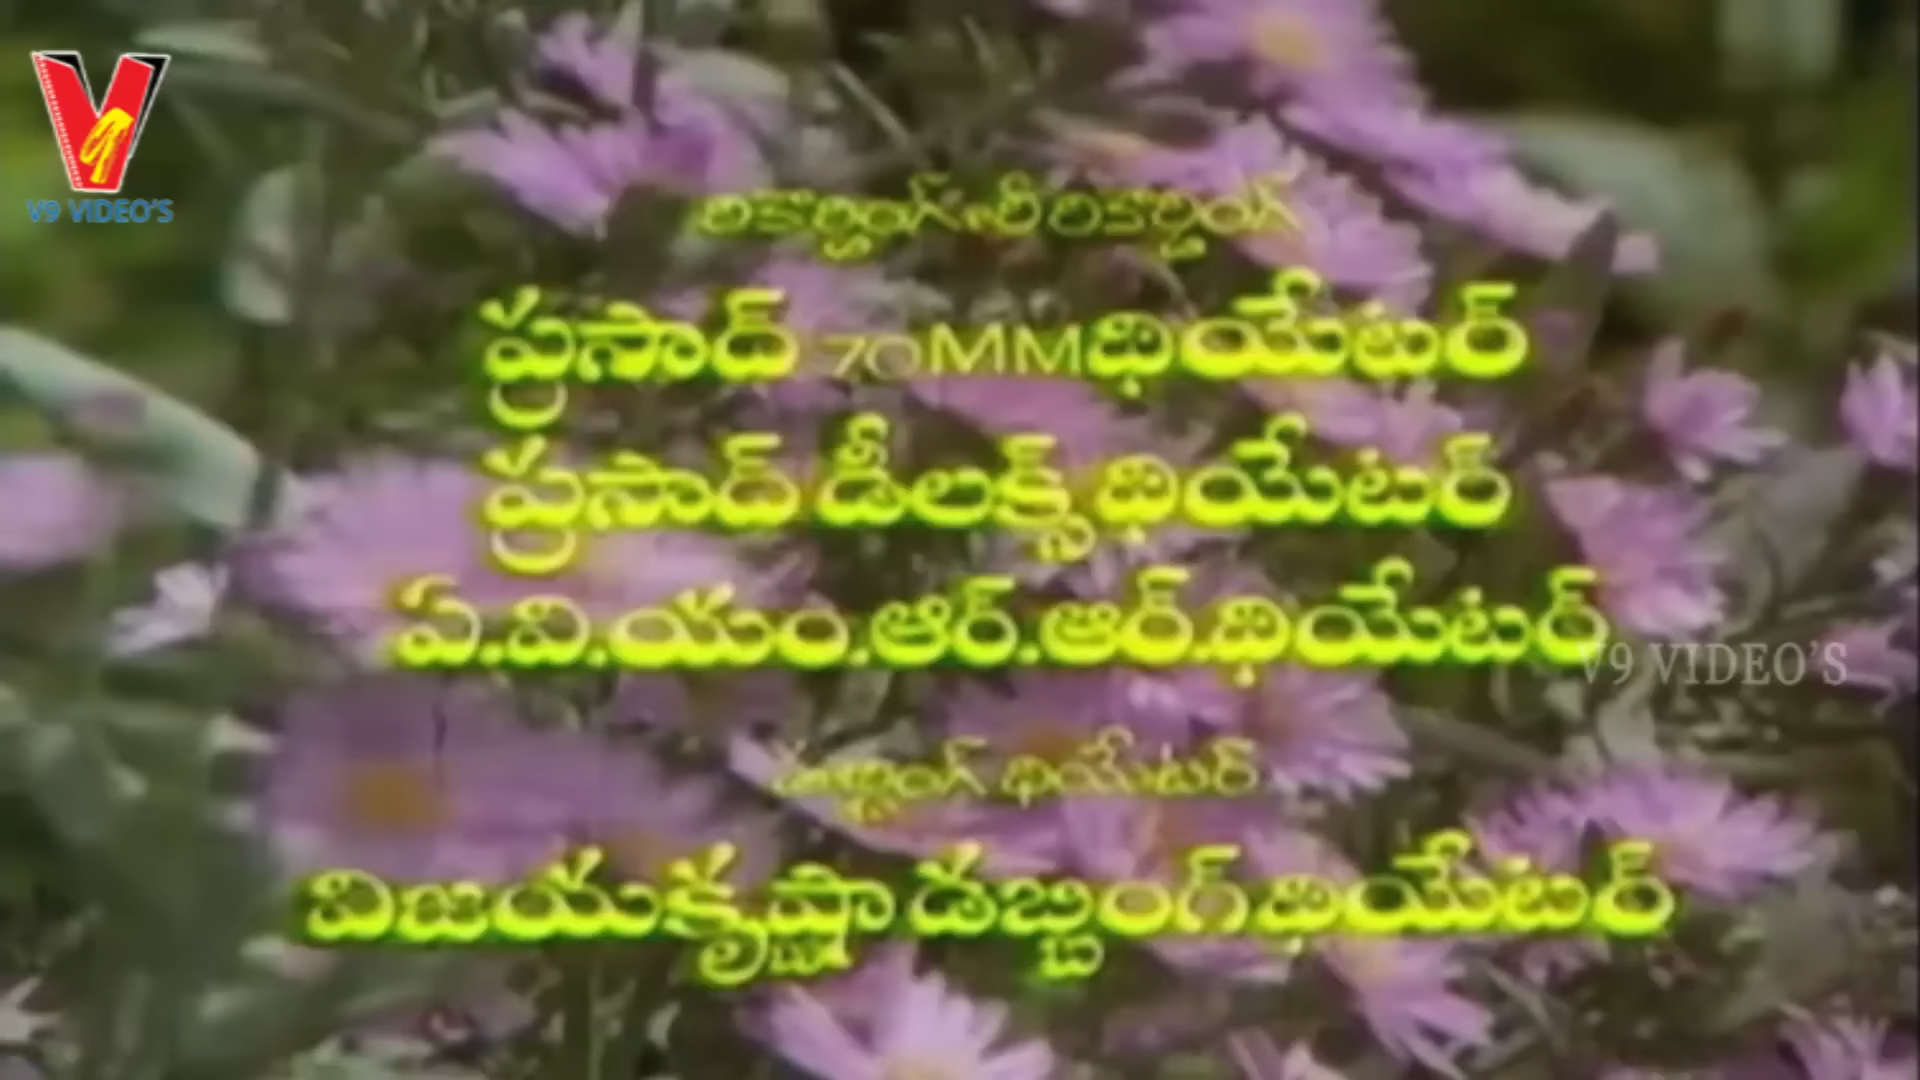 V9 VIDEO'S
రికార్డింగ్ & రీరికార్డింగ్
ప్రసాద్ 70MM థియేటర్
ప్రసాద్ డీలక్స్ థియేటర్
ఏ.వి.యం.ఆర్.ఆర్.థియేటర్
V9 VIDEO'S
డబ్బింగ్ థియేటర్
విజయకృష్ణా డబ్బింగ్ థియేటర్